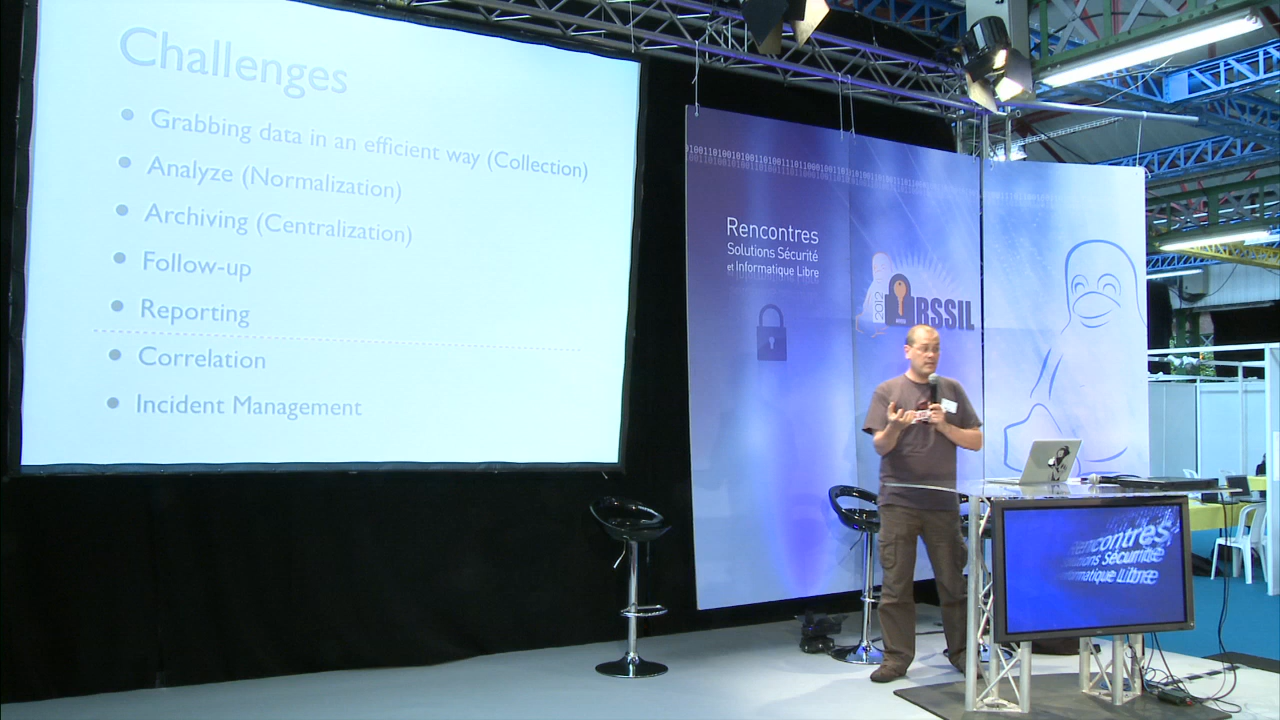 Challenges
Grabbing data in an efficient way (Collection)
Analyze (Normalization)
Archiving (Centralization)
Follow-up
Reporting
Correlation
Incident Management
Rencontres
Solutions Sécurité
et Informatique Libre
2012
RSSIL
Rencontres
Solutions Sécurité
Informatique Libre